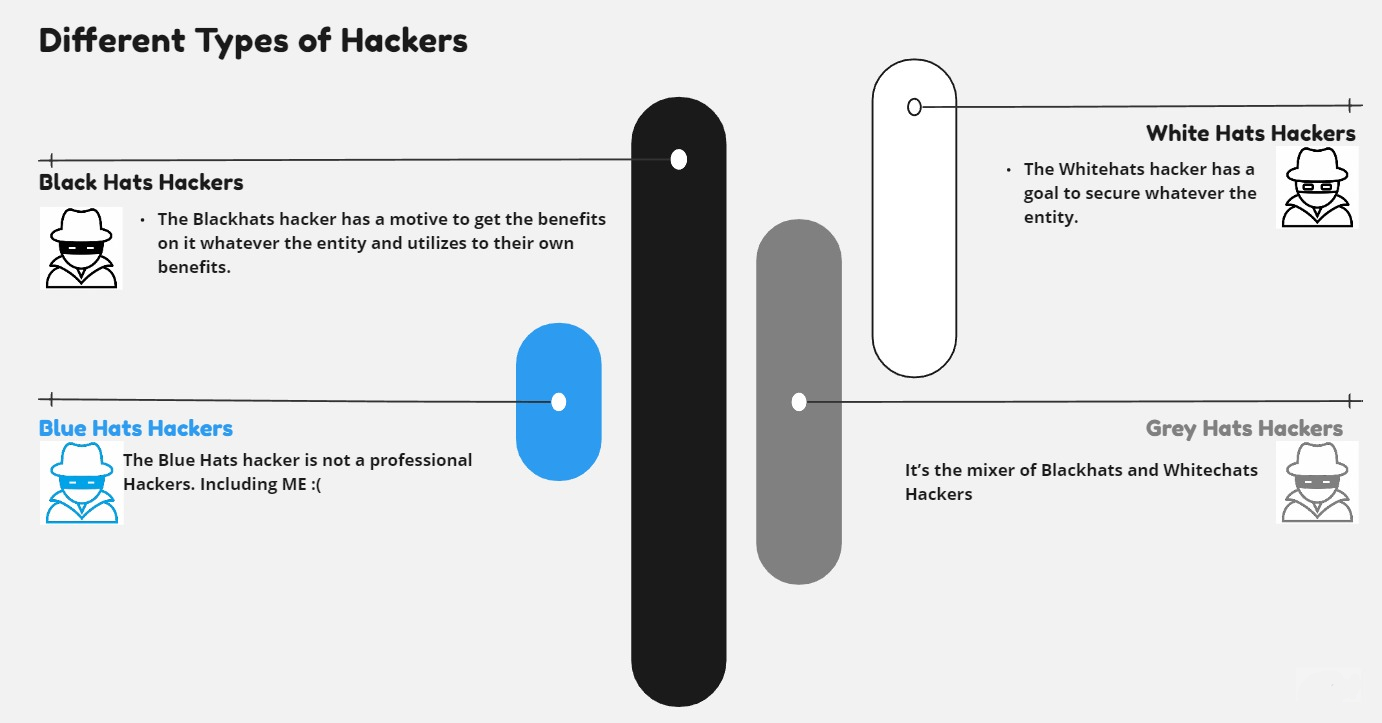 Different Types of Hackers
Black Hats Hackers
• The Blackhats hacker has a motive to get the benefits
on it whatever the entity and utilizes to their own
benefits.
White Hats Hackers
• The Whitehats hacker has a
goal to secure whatever the
entity.
Blue Hats Hackers
The Blue Hats hacker is not a professional
Hackers. Including ME :(
Grey Hats Hackers
It’s the mixer of Blackhats and Whitechats
Hackers